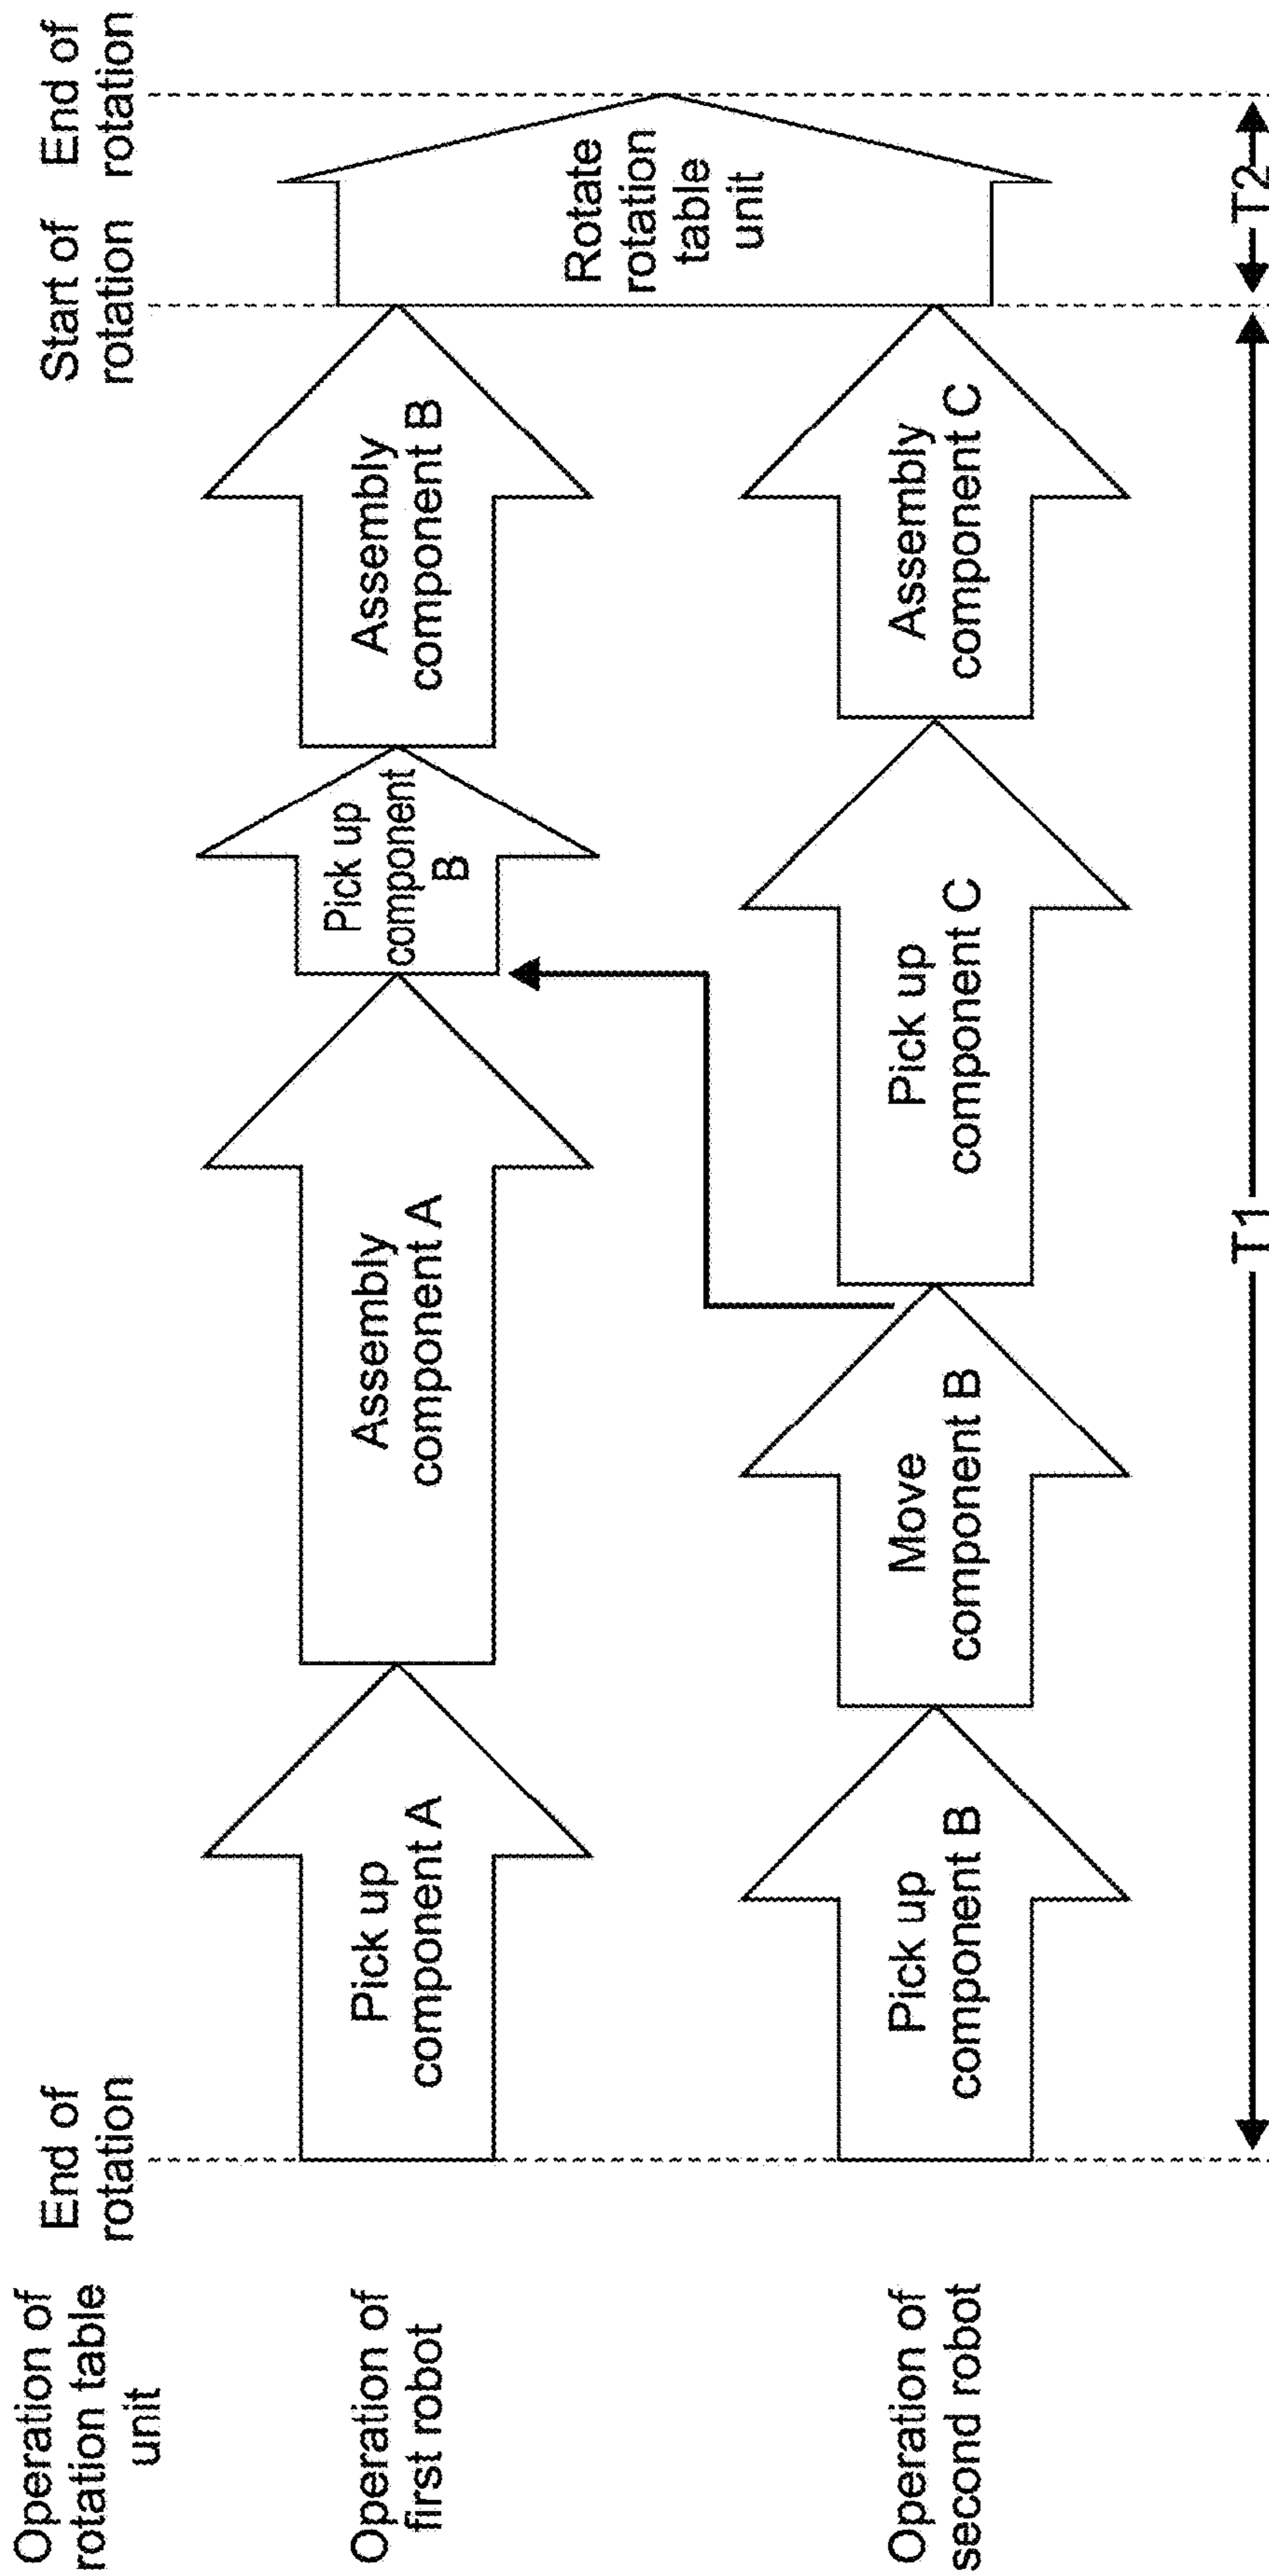 Operation of
rotation table
unit
End of
rotation
Start of
rotation
End of
rotation
Operation of
first robot
Pick up
component A
Assembly
component A
Pick up
component
B
Assembly
component B
Rotate
rotation
table
unit
Operation of
second robot
Pick up
component B
Move
component B
Pick up
component C
Assembly
component C
T1
T2